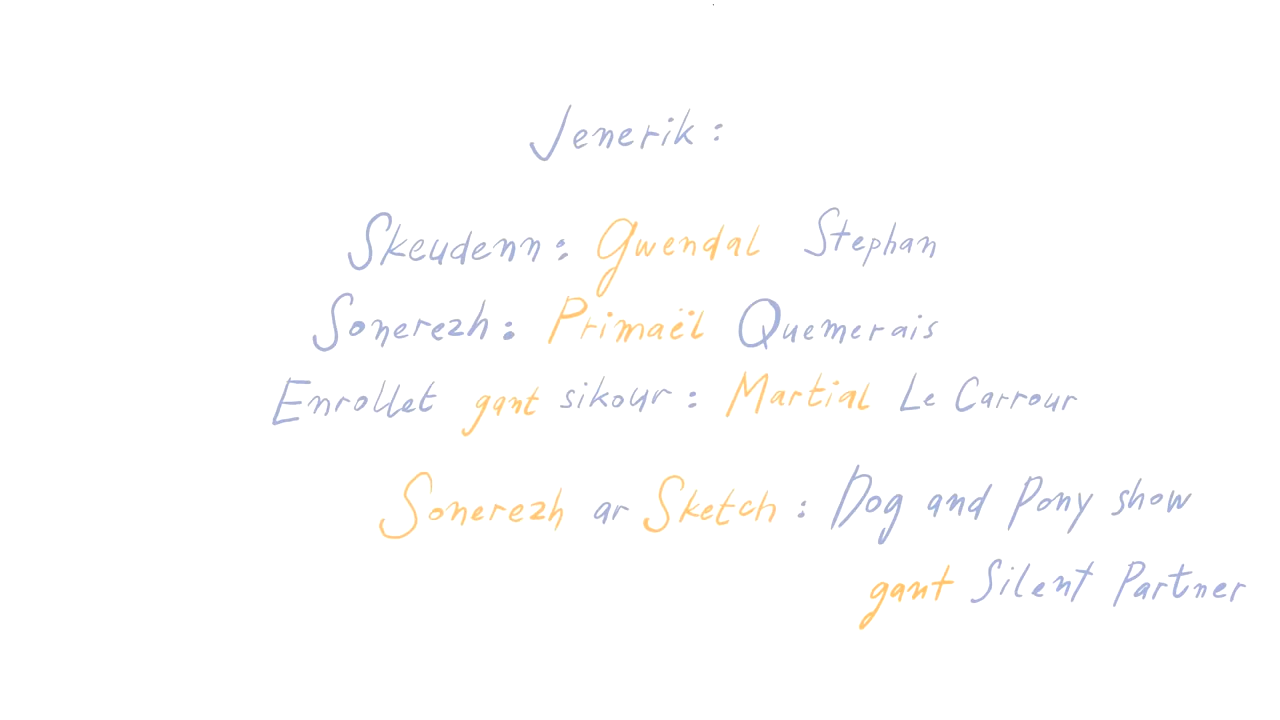 Jenerik :
Skeudenn : Gwendal Stephan
Sonerezh : Primaël Quemerais
Enrollet gant sikour : Martial Le Carrour
Sonerezh ar Sketch : Dog and Pony show
gant Silent Partner